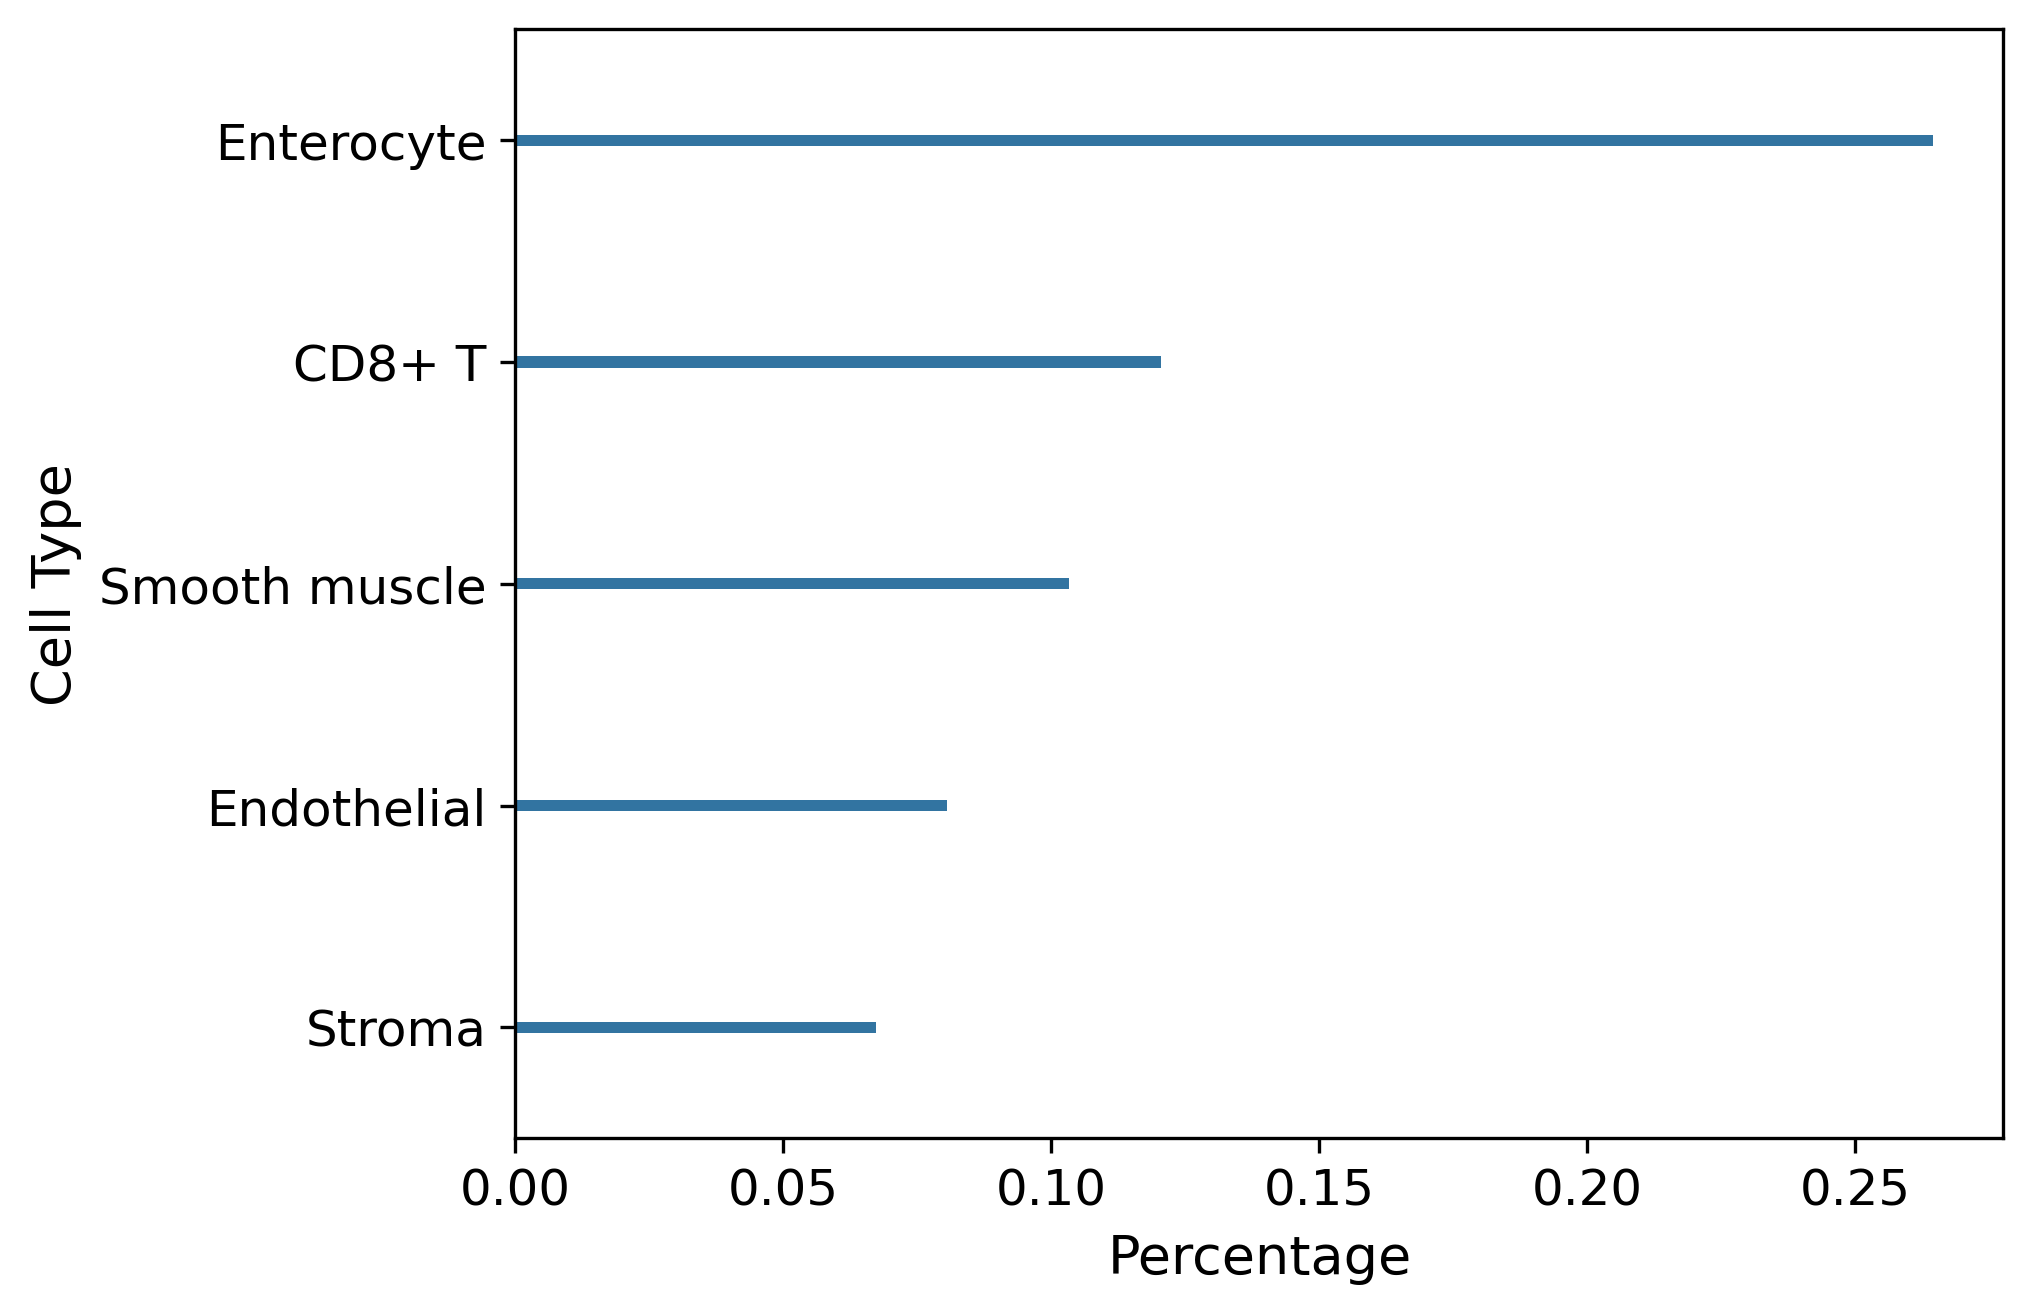 Enterocyte
CD8+ T
Smooth muscle
Endothelial
Stroma
Cell Type
0.00 0.05 0.10 0.15 0.20 0.25
Percentage